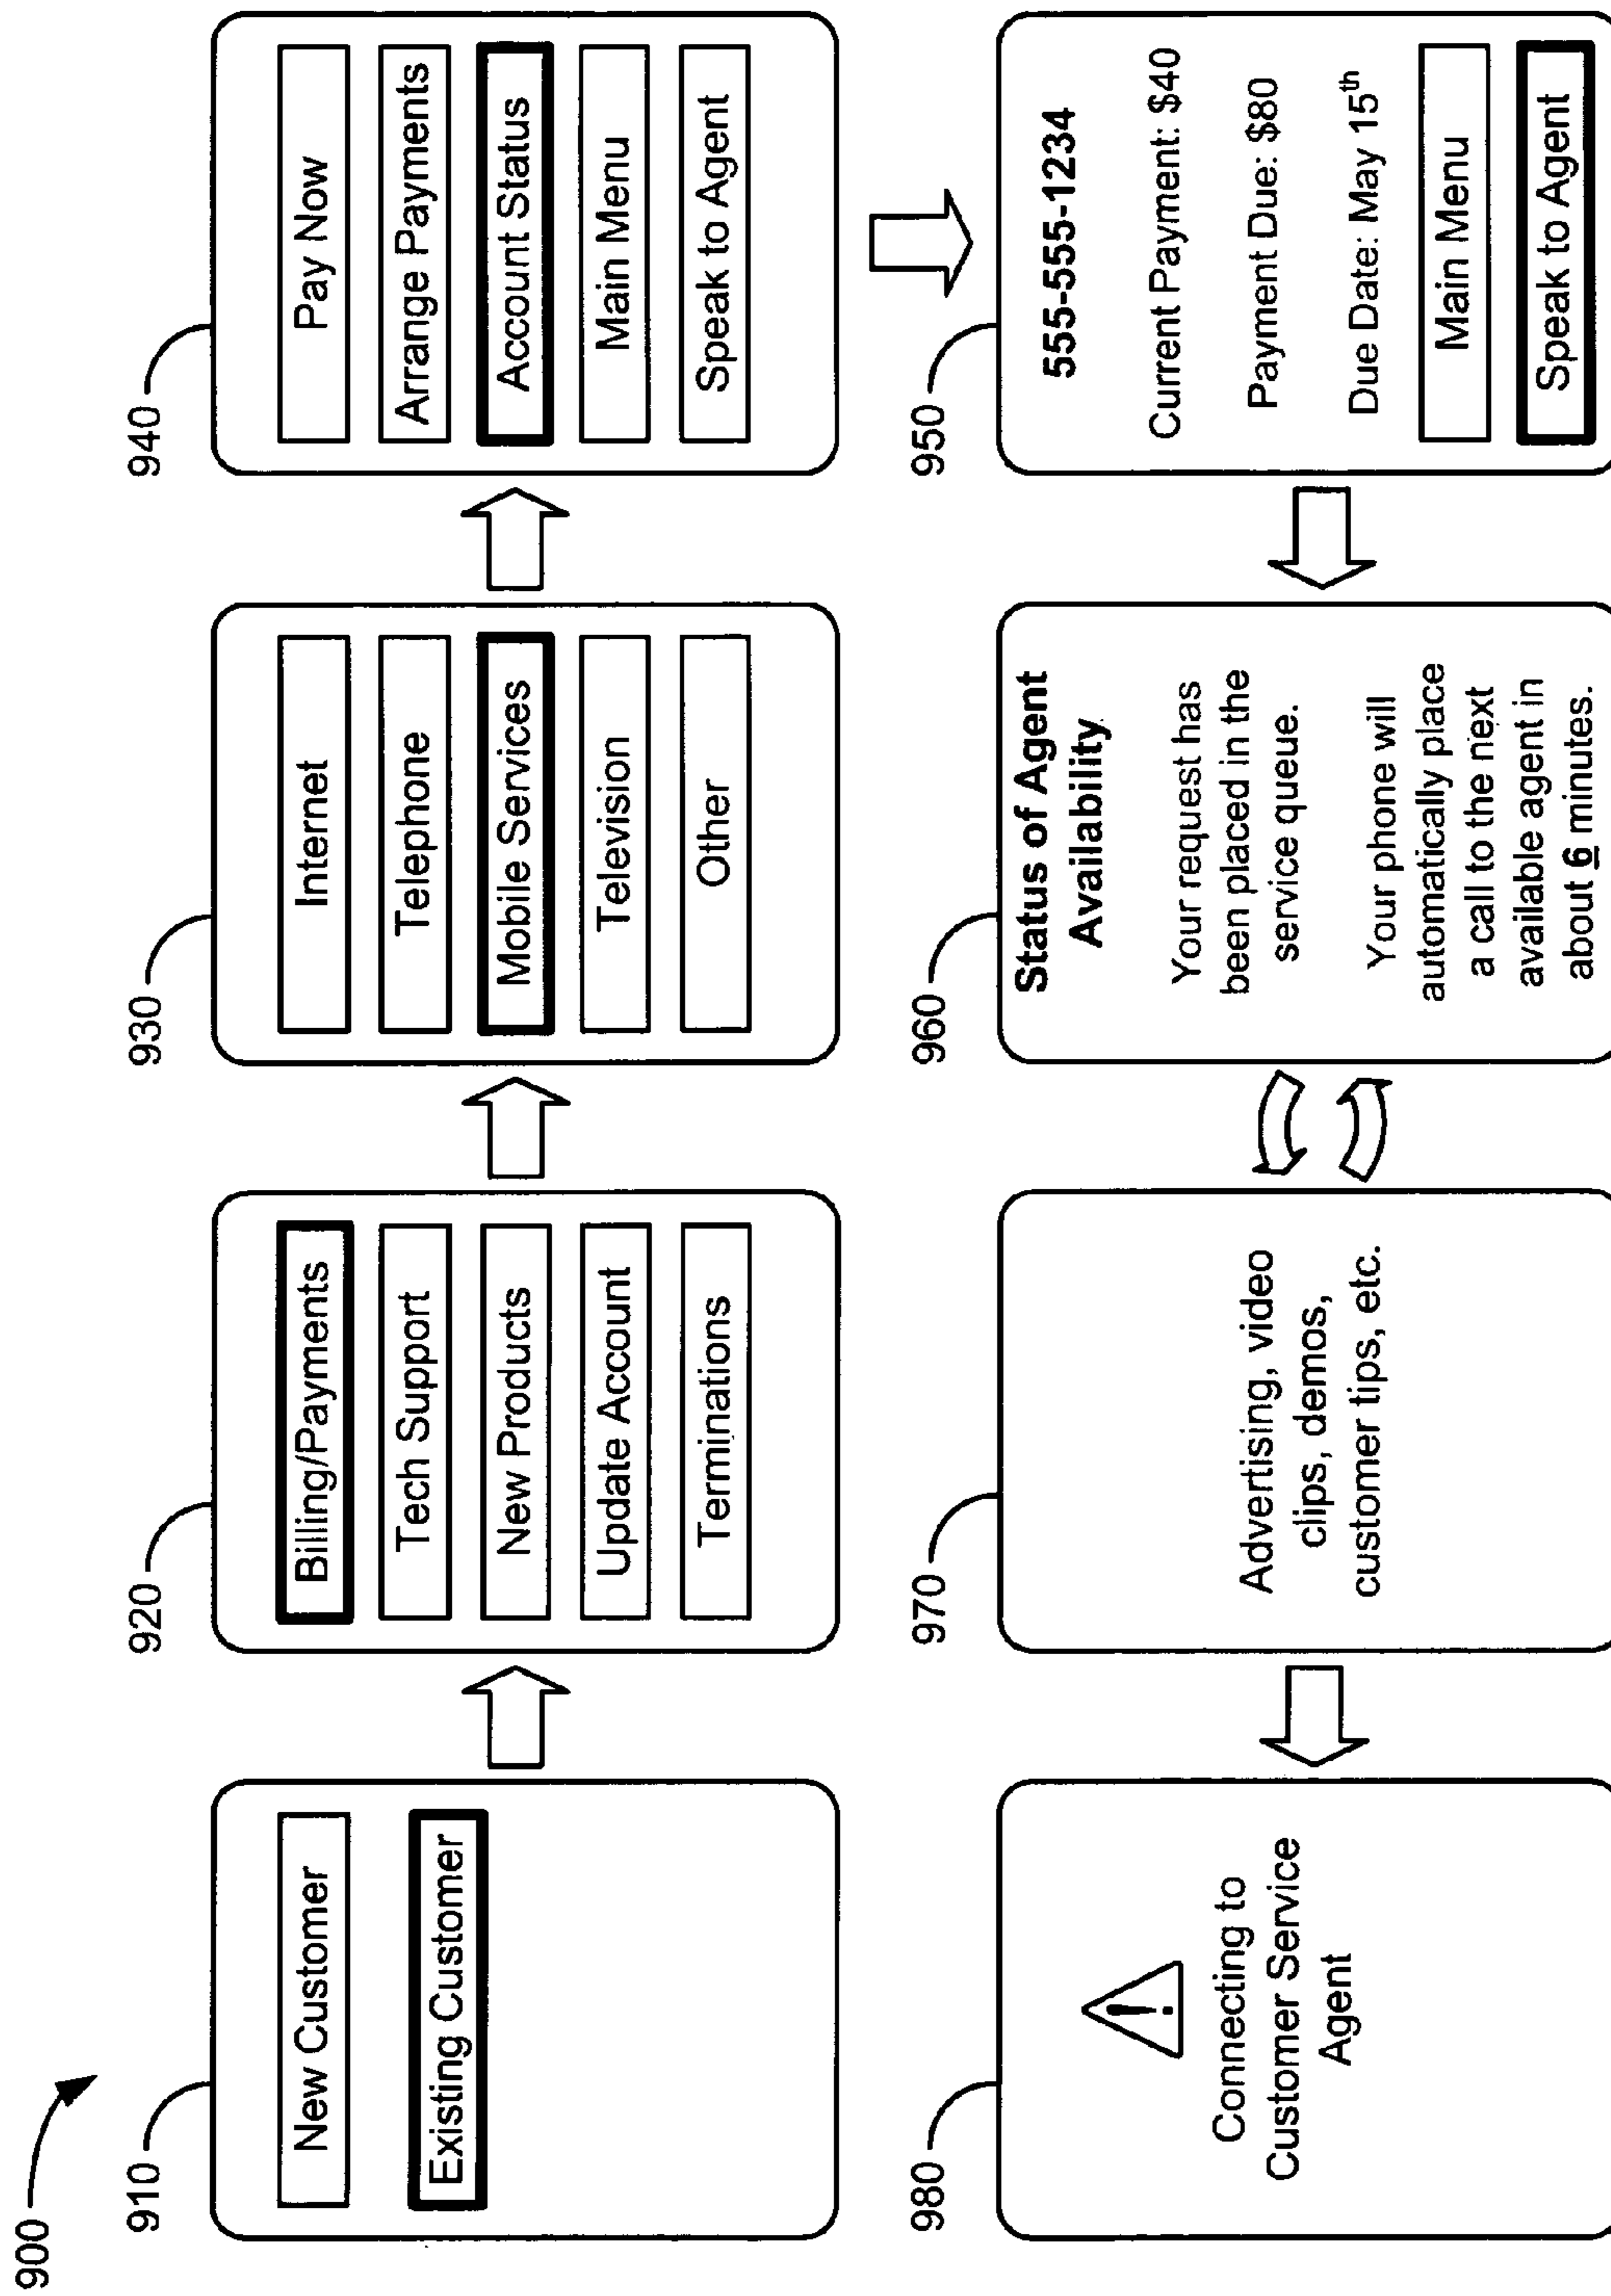 900
910
New Customer
Existing Customer
920
Billing/Payments
Tech Support
New Products
Update Account
Terminations
930
Internet
Telephone
Mobile Services
Television
Other
940
Pay Now
Arrange Payments
Account Status
Main Menu
Speak to Agent
950
555-555-1234
Current Payment: $40
Payment Due: $80
Due Date: May 15th
Main Menu
Speak to Agent
960
Status of Agent
Availability
Your request has
been placed in the
service queue.
Your phone will
automatically place
a call to the next
available agent in
about 6 minutes.
970
Advertising, video
clips, demos,
customer tips, etc.
980
!
Connecting to
Customer Service
Agent